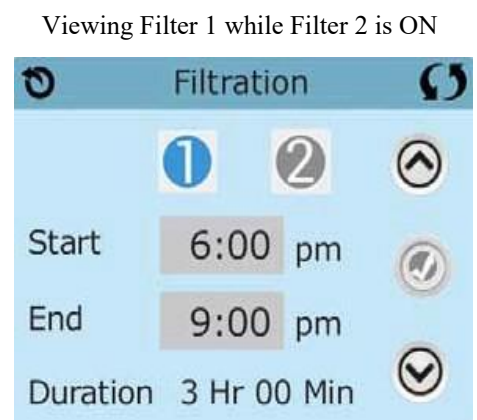 Viewing Filter 1 while Filter 2 is ON
Filtration
1 2
Start 6:00 pm
End 9:00 pm
Duration 3 Hr 00 Min